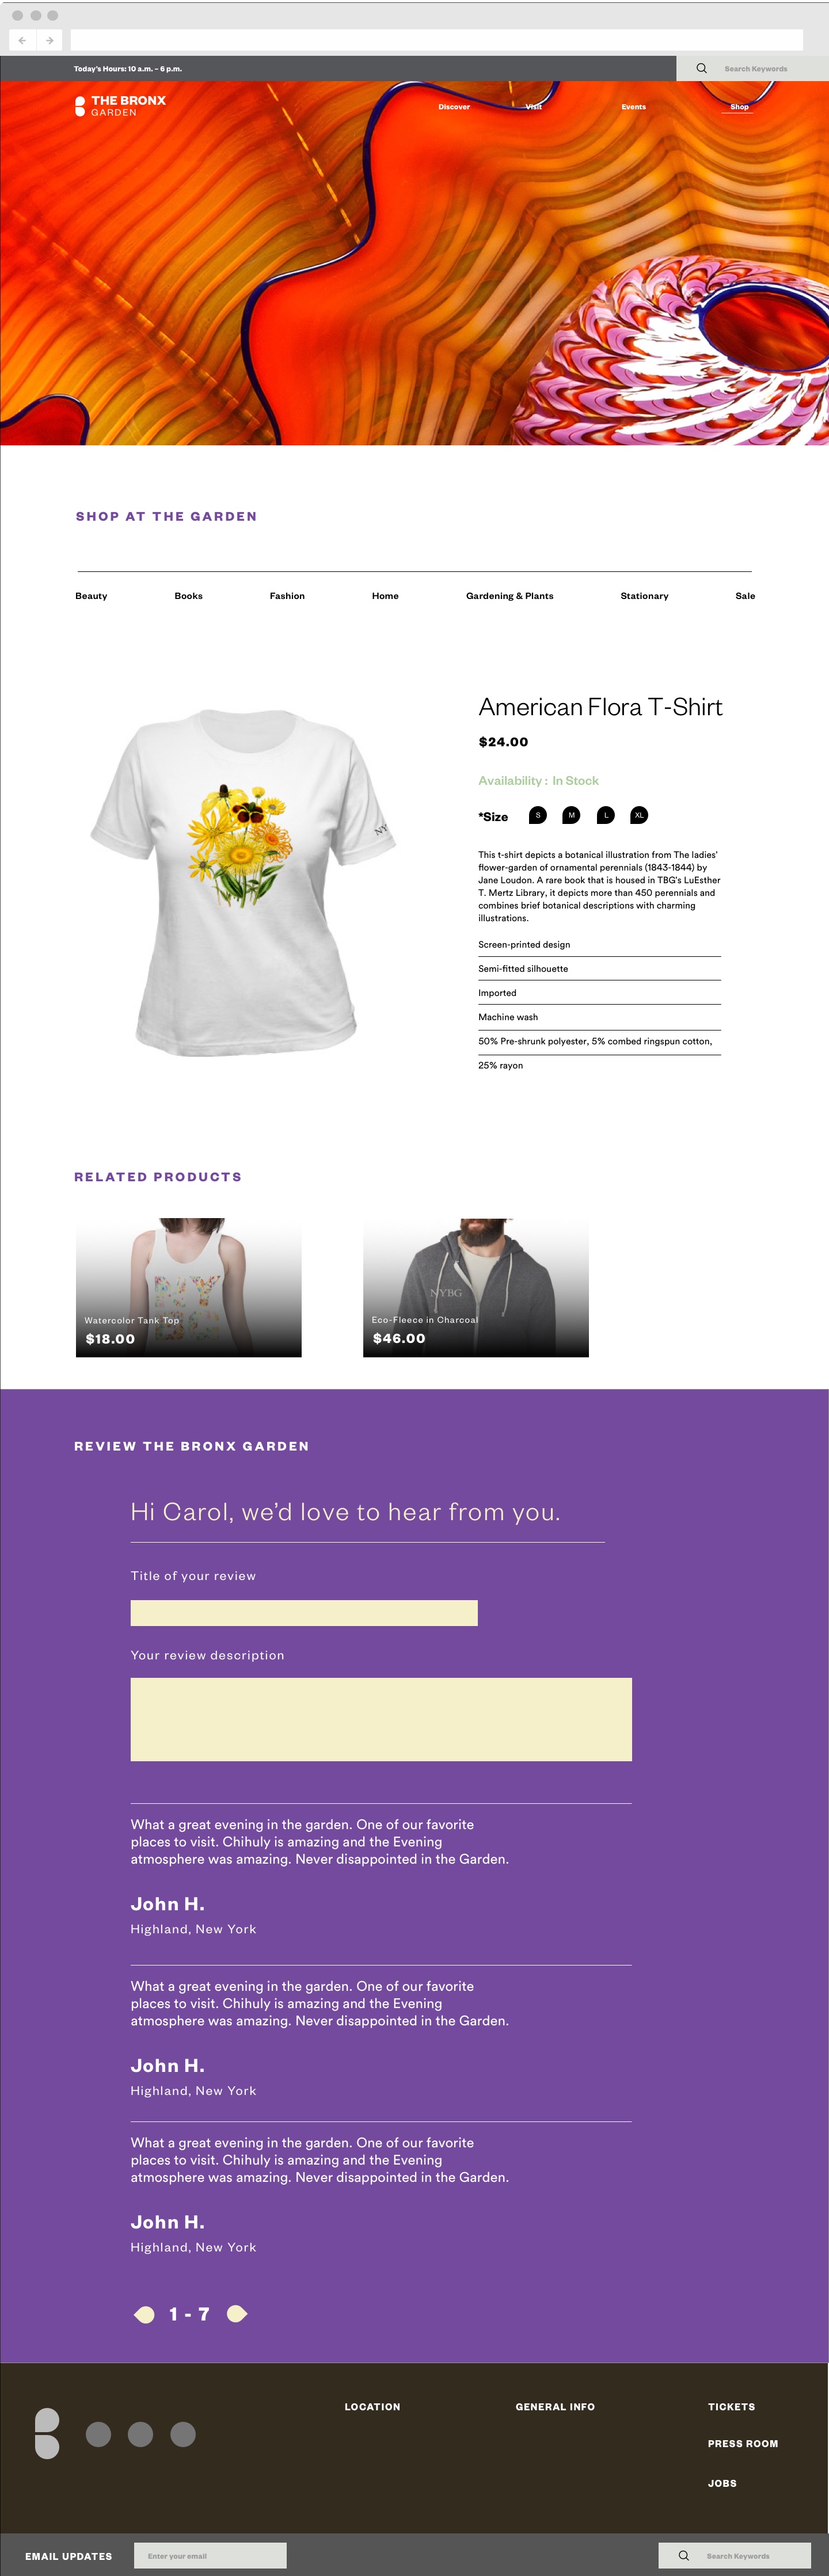 Today's Hours: 10 a.m. – 6 p.m.
Search Keywords
THE BRONX
GARDEN
Discover
Visit
Events
Shop
SHOP AT THE GARDEN
Beauty
Books
Fashion
Home
Gardening & Plants
Stationary
Sale
NY
American Flora T-Shirt
$24.00
Availability : In Stock
*Size
S
M
L
XL
This t-shirt depicts a botanical illustration from The ladies'
flower-garden of ornamental perennials (1843-1844) by
Jane Loudon. A rare book that is housed in TBG's LuEsther
T. Mertz Library, it depicts more than 450 perennials and
combines brief botanical descriptions with charming
illustrations.
Screen-printed design
Semi-fitted silhouette
Imported
Machine wash
50% Pre-shrunk polyester, 5% combed ringspun cotton,
25% rayon
RELATED PRODUCTS
NY
Watercolor Tank Top
$18.00
NYBG
Eco-Fleece in Charcoal
$46.00
REVIEW THE BRONX GARDEN
Hi Carol, we'd love to hear from you.
Title of your review
Your review description
What a great evening in the garden. One of our favorite
places to visit. Chihuly is amazing and the Evening
atmosphere was amazing. Never disappointed in the Garden.
John H.
Highland, New York
What a great evening in the garden. One of our favorite
places to visit. Chihuly is amazing and the Evening
atmosphere was amazing. Never disappointed in the Garden.
John H.
Highland, New York
What a great evening in the garden. One of our favorite
places to visit. Chihuly is amazing and the Evening
atmosphere was amazing. Never disappointed in the Garden.
John H.
Highland, New York
1 - 7
LOCATION
GENERAL INFO
TICKETS
PRESS ROOM
JOBS
EMAIL UPDATES
Enter your email
Search Keywords